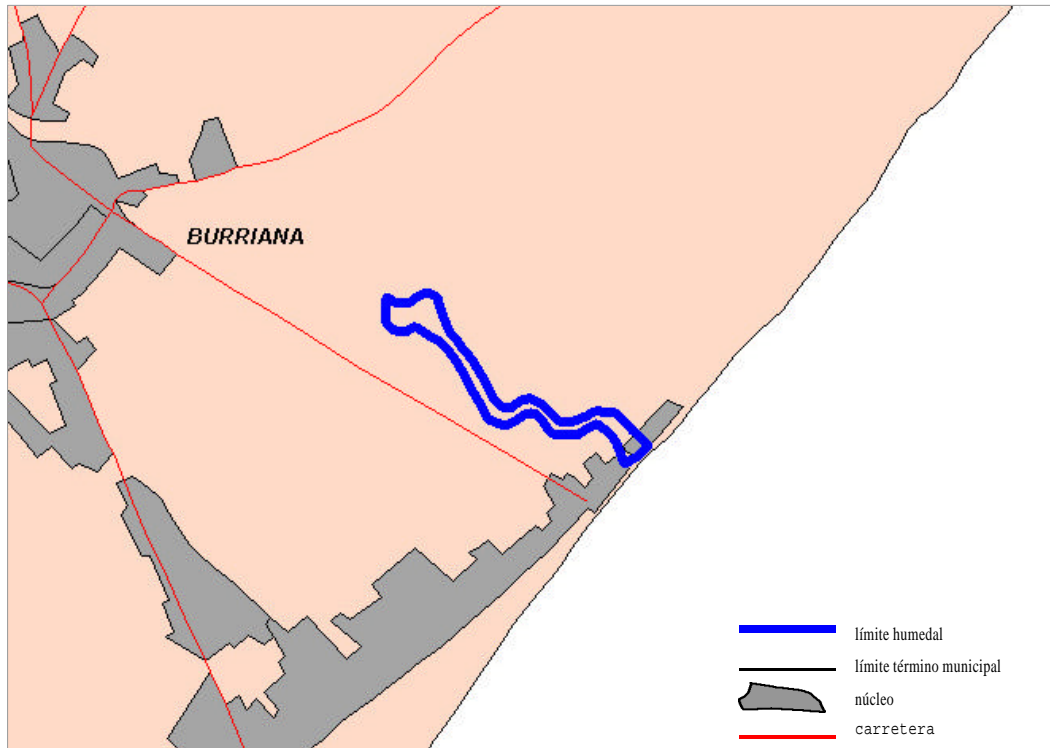 BURRIANA
límite humedal
límite término municipal
núcleo
carretera